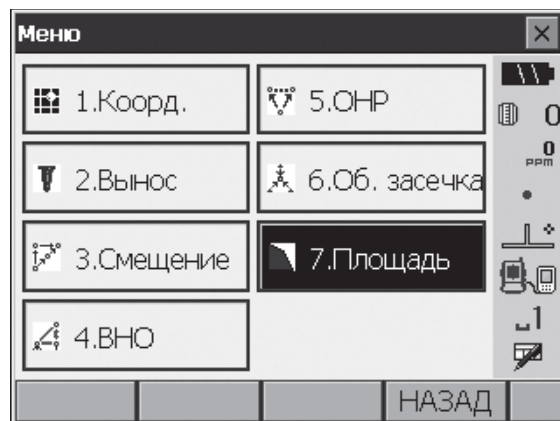 Меню
1.Коорд.
2.Вынос
3.Смещение
4.ВНО
5.ОНР
6.Об. засечка
7.Площадь
0
0
ppm
1
НАЗАД